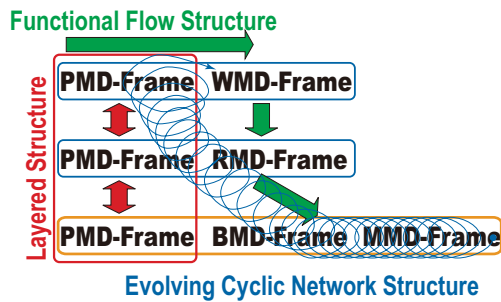 Functional Flow Structure
Layered Structure
PMD-Frame WMD-Frame
PMD-Frame RMD-Frame
PMD-Frame BMD-Frame MMD-Frame
Evolving Cyclic Network Structure